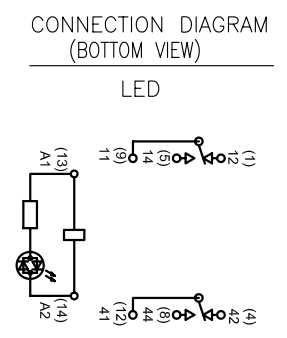 CONNECTION DIAGRAM
(BOTTOM VIEW)
LED
(13)
A1
(14)
A2
(9)
11
(5)
14
(1)
12
(12)
41
(8)
44
(4)
42